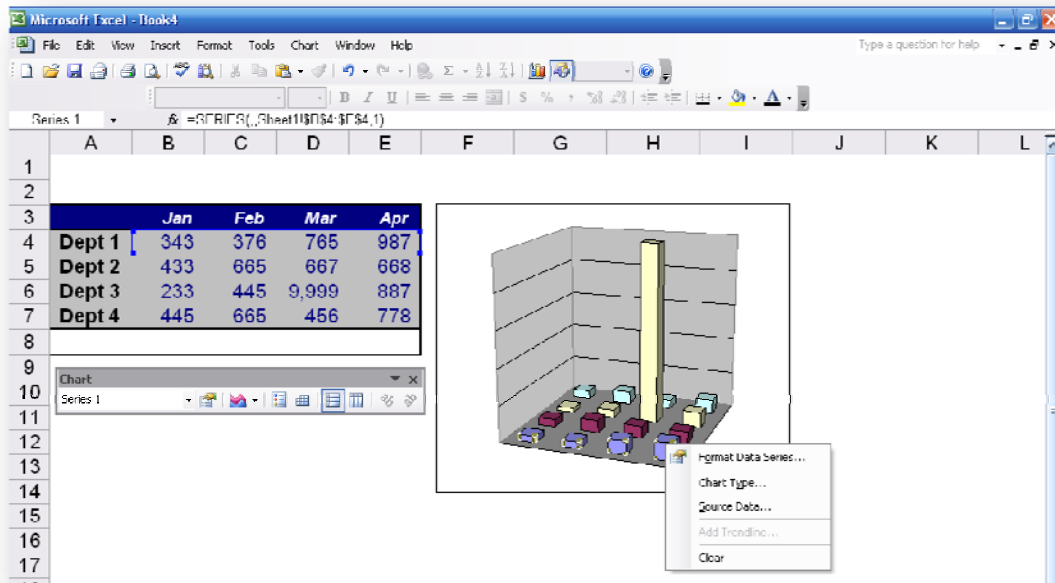 Microsoft Excel - Book4
File Edit View Insert Format Tools Chart Window Help Type a question for help
B I U $ %
Series 1 fx =SERIES(,,Sheet1!$B$4:$E$4,1)
A B C D E F G H I J K L
1
2
3 Jan Feb Mar Apr
4 Dept 1 343 376 765 987
5 Dept 2 433 665 667 668
6 Dept 3 233 445 9,999 887
7 Dept 4 445 665 456 778
8
9
Chart
10 Series 1
11
12
13 Format Data Series...
14 Chart Type...
15 Source Data...
16 Add Trendline...
17 Clear